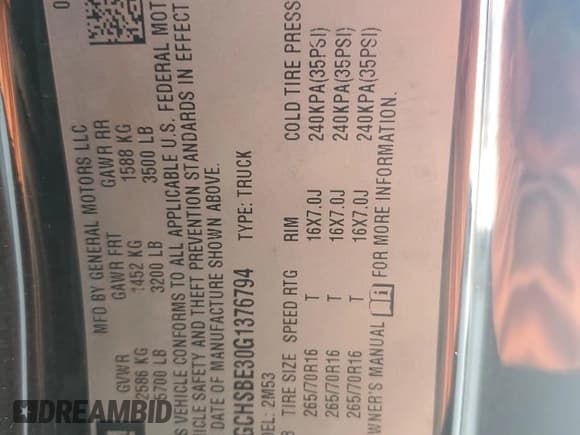 MFD BY GENERAL MOTORS LLC
GVWR GAWR FRT GAWR RR
2586 KG 1452 KG 1588 KG
5700 LB 3200 LB 3500 LB
VEHICLE CONFORMS TO ALL APPLICABLE U.S. FEDERAL MOT
VEHICLE SAFETY AND THEFT PREVENTION STANDARDS IN EFFECT
DATE OF MANUFACTURE SHOWN ABOVE.
GCHSBE30G1376794 TYPE: TRUCK
2M53
TIRE SIZE SPEED RTG RIM COLD TIRE PRESS
265/70R16 T 16X7.0J 240KPA(35PSI)
265/70R16 T 16X7.0J 240KPA(35PSI)
265/70R16 T 16X7.0J 240KPA(35PSI)
WNER'S MANUAL i FOR MORE INFORMATION.
DREAMBID